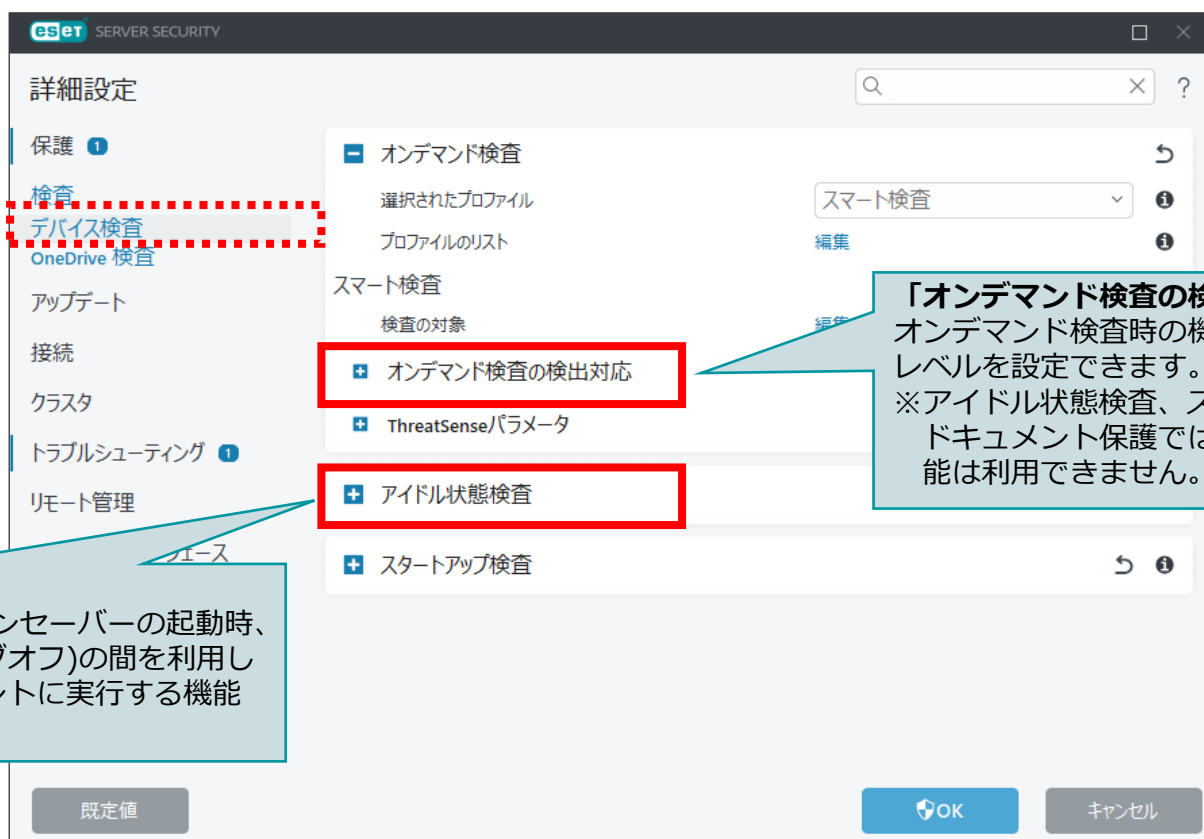 eset SERVER SECURITY
詳細設定
?
保護 1
検査
デバイス検査
OneDrive 検査
アップデート
接続
クラスタ
トラブルシューティング 1
リモート管理
ェース
オンデマンド検査
選択されたプロファイル
スマート検査
プロファイルのリスト
編集
スマート検査
検査の対象
オンデマンド検査の検出対応
ThreatSenseパラメータ
アイドル状態検査
スタートアップ検査
「オンデマンド検査の検
オンデマンド検査時の機
レベルを設定できます。
※アイドル状態検査、ス
ドキュメント保護では
能は利用できません。
ンセーバーの起動時、
グオフ)の間を利用し
ントに実行する機能
既定値
OK
キャンセル